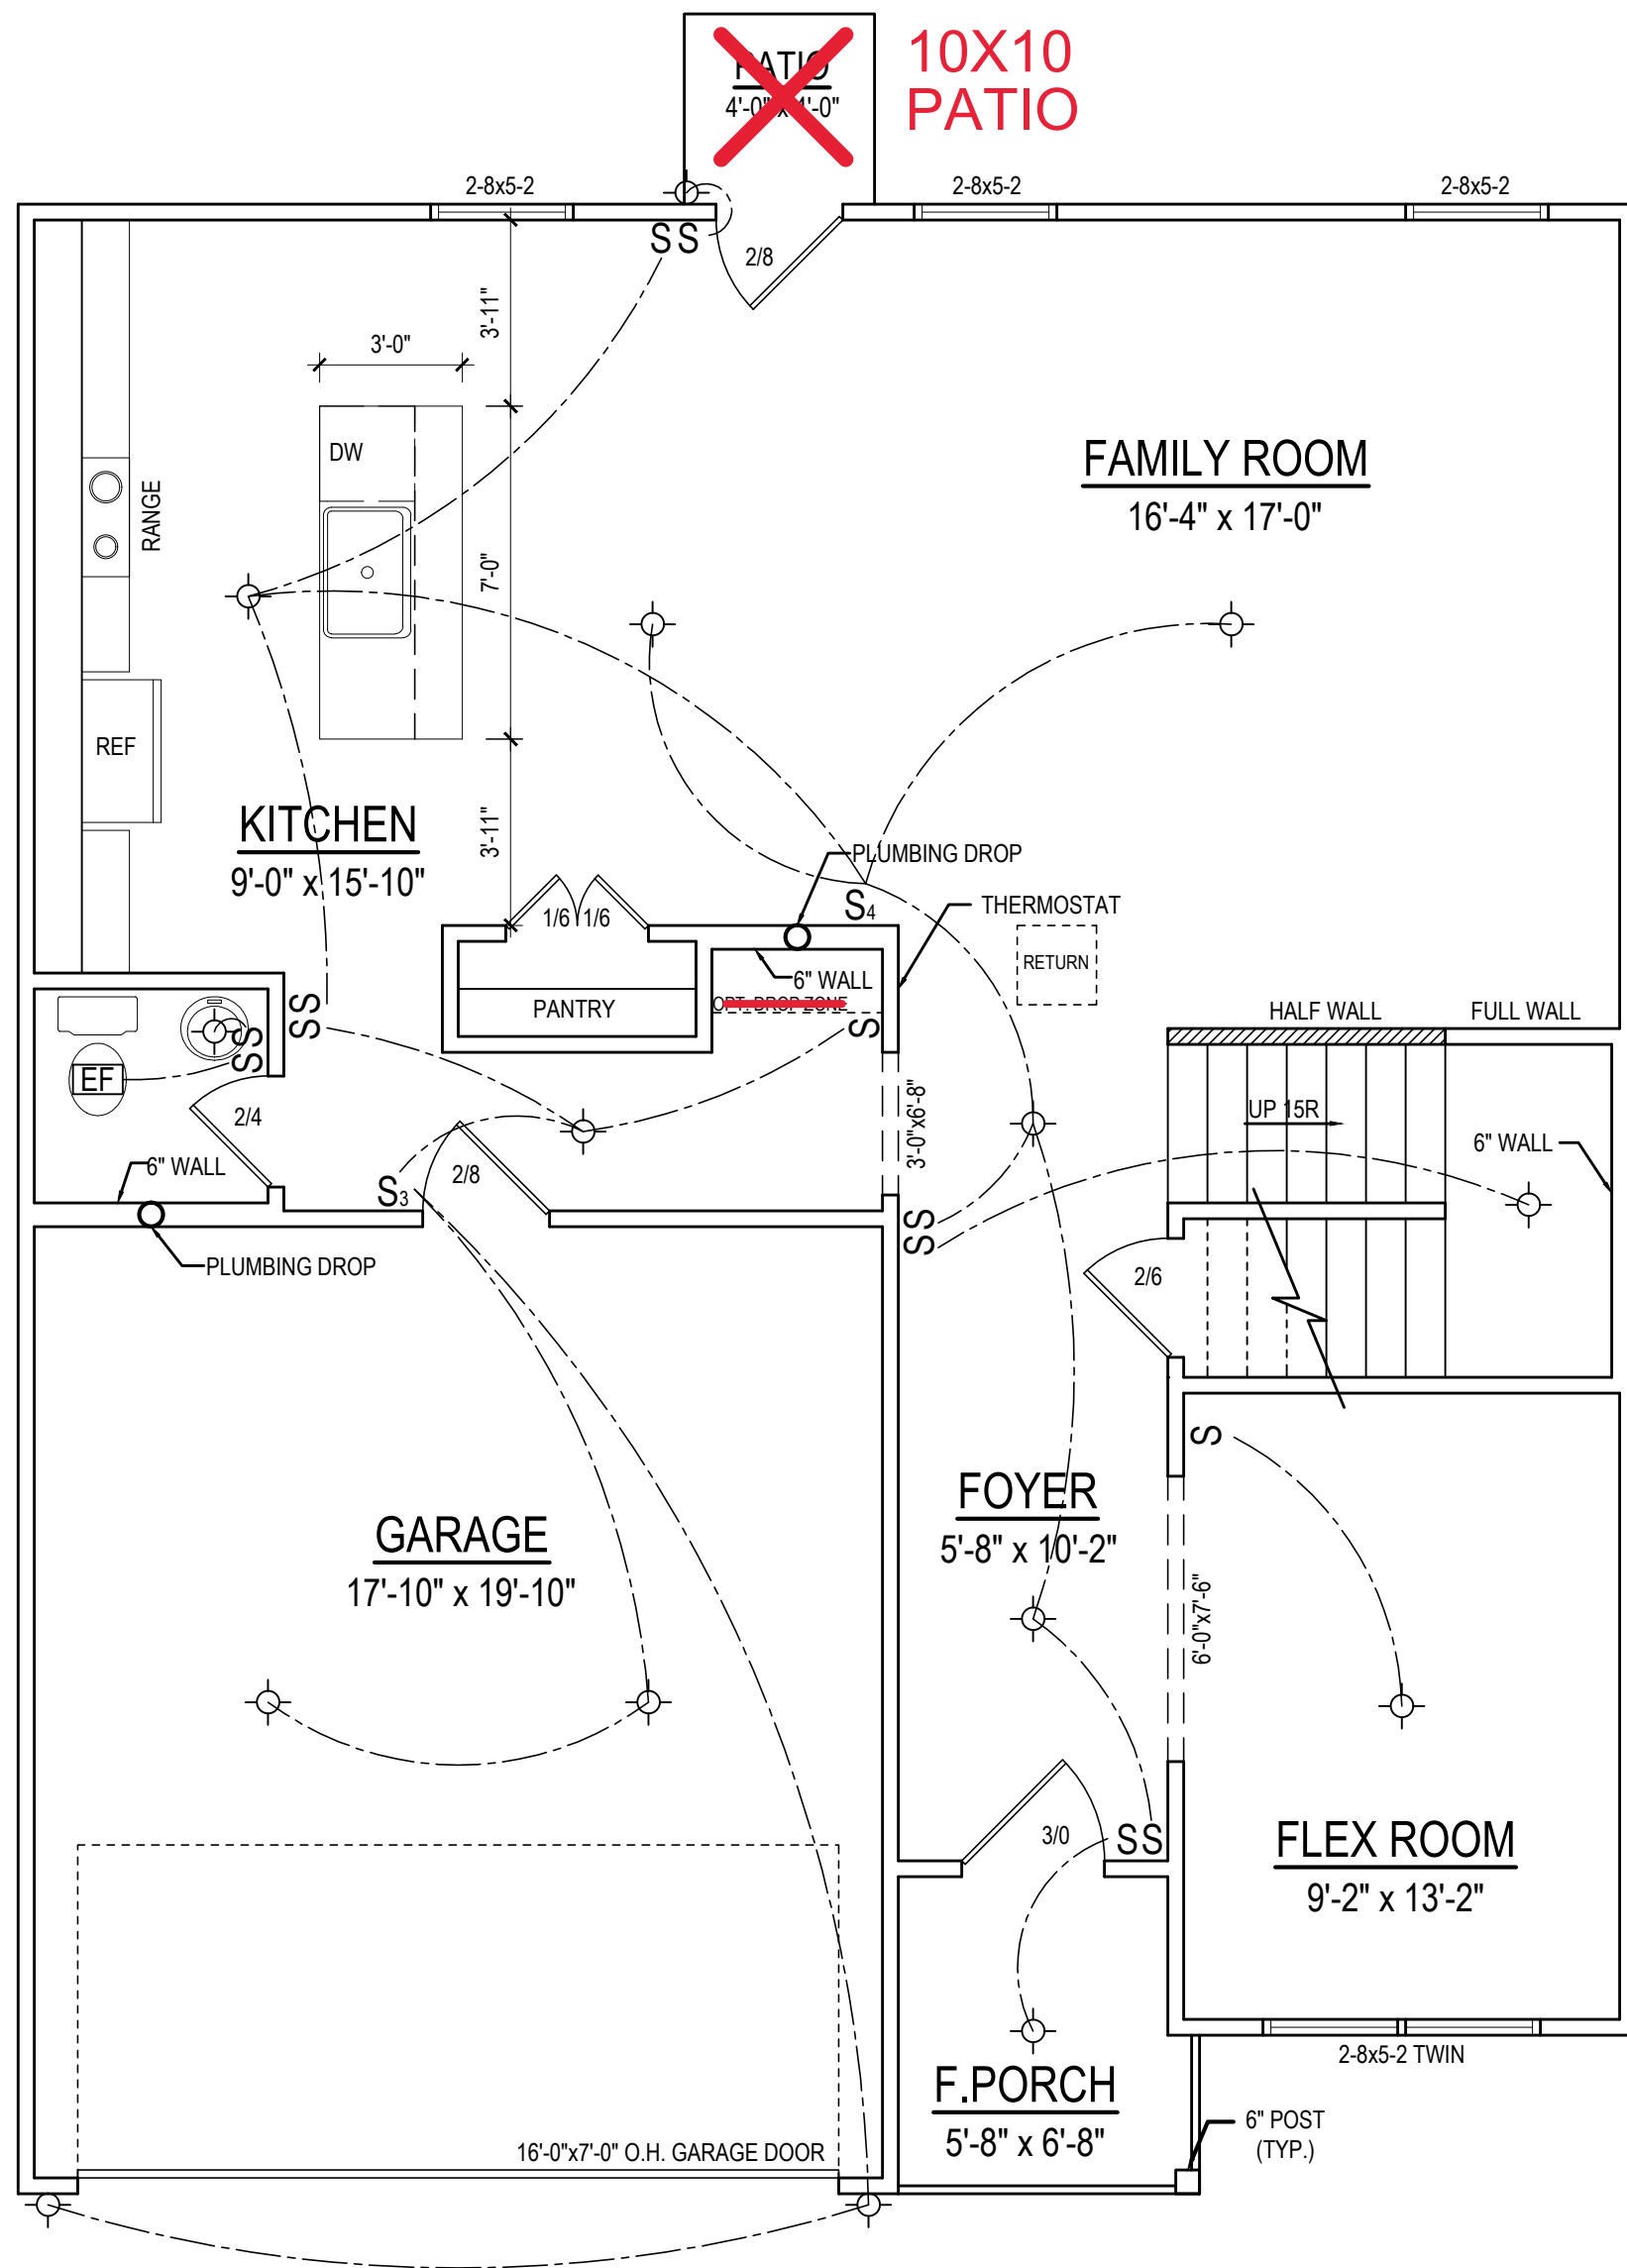 PATIO
4'-0" x 4'-0"
10X10
PATIO
2-8x5-2
2-8x5-2
2-8x5-2
SS
2/8
3'-11"
3'-0"
DW
RANGE
7'-0"
FAMILY ROOM
16'-4" x 17'-0"
REF
KITCHEN
9'-0" x 15'-10"
3'-11"
PLUMBING DROP
S4
THERMOSTAT
1/6
1/6
RETURN
6" WALL
OPT. DROP ZONE
PANTRY
SS
S
HALF WALL
FULL WALL
SS
EF
2/4
3'-0"x6'-8"
UP 15R
6" WALL
6" WALL
S3
2/8
SS
PLUMBING DROP
2/6
S
FOYER
5'-8" x 10'-2"
GARAGE
17'-10" x 19'-10"
6'-0"x7'-6"
3/0
SS
FLEX ROOM
9'-2" x 13'-2"
2-8x5-2 TWIN
F.PORCH
5'-8" x 6'-8"
6" POST
(TYP.)
16'-0"x7'-0" O.H. GARAGE DOOR